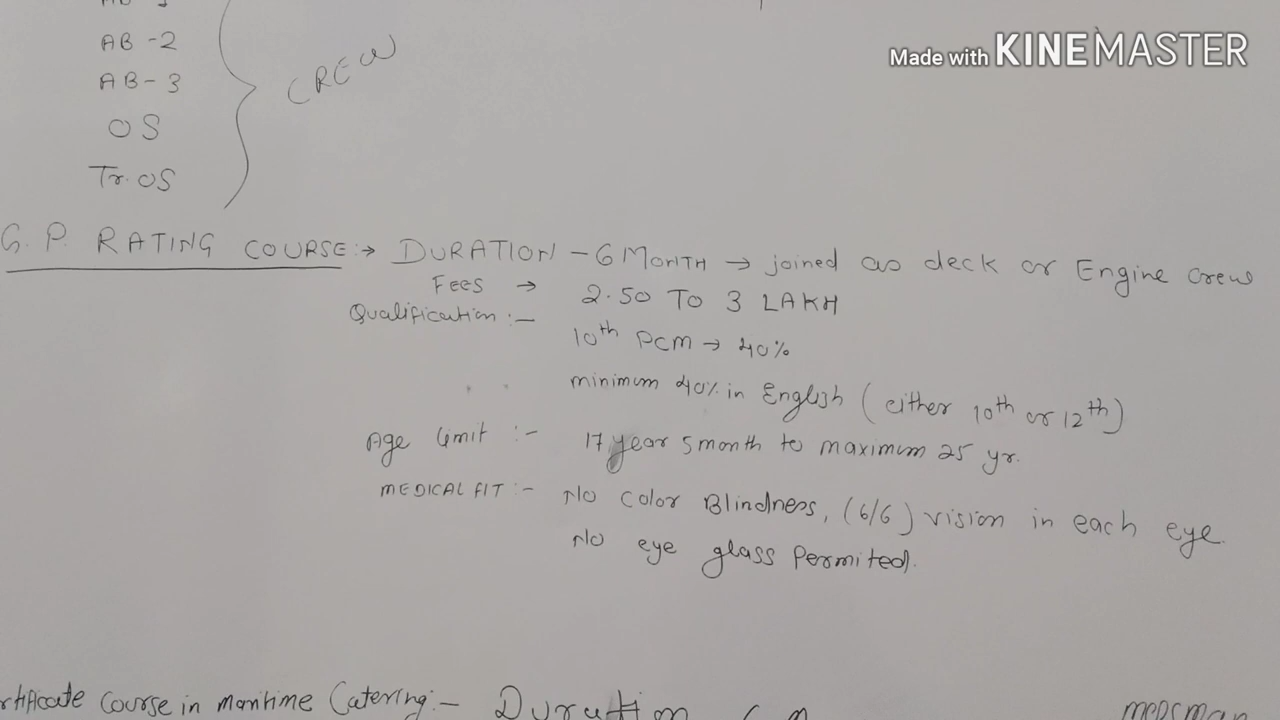 Made with KINEMASTER
AB-2
AB-3
OS
Tr. OS
CREW
G. P. RATING COURSE:→ DURATION - 6 MONTH → joined as deck or Engine crew
Fees → 2.50 TO 3 LAKH
Qualification :-
10th PCM → 40%
minimum 40% in English (either 10th or 12th)
Age limit :- 17 year 5 month to maximum 25 yr.
MEDICAL FIT :- No color Blindness, (6/6) vision in each eye.
No eye glass Permited.
Course in maritime Catering:- Duration